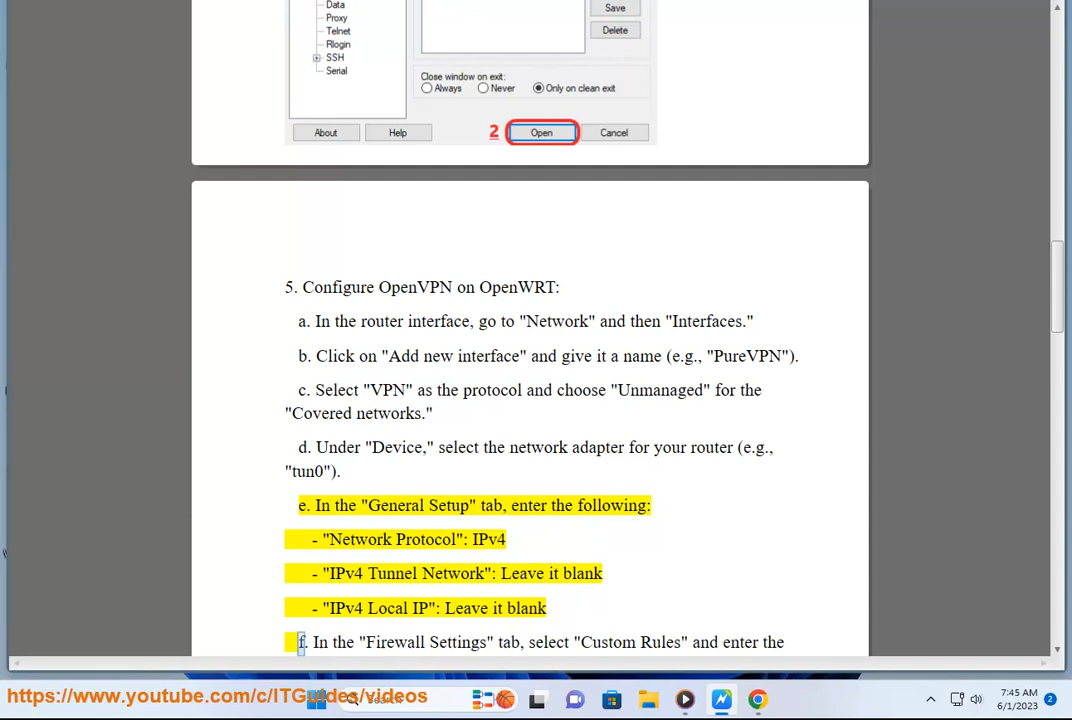 Data
Proxy
Telnet
Rlogin
SSH
Serial
Save
Delete
Close window on exit:
Always Never Only on clean exit
About Help 2 Open Cancel
5. Configure OpenVPN on OpenWRT:
a. In the router interface, go to "Network" and then "Interfaces."
b. Click on "Add new interface" and give it a name (e.g., "PureVPN").
c. Select "VPN" as the protocol and choose "Unmanaged" for the
"Covered networks."
d. Under "Device," select the network adapter for your router (e.g.,
"tun0").
e. In the "General Setup" tab, enter the following:
- "Network Protocol": IPv4
- "IPv4 Tunnel Network": Leave it blank
- "IPv4 Local IP": Leave it blank
f. In the "Firewall Settings" tab, select "Custom Rules" and enter the
https://www.youtube.com/c/ITGuides/videos
Search
7:45 AM
6/1/2023
2